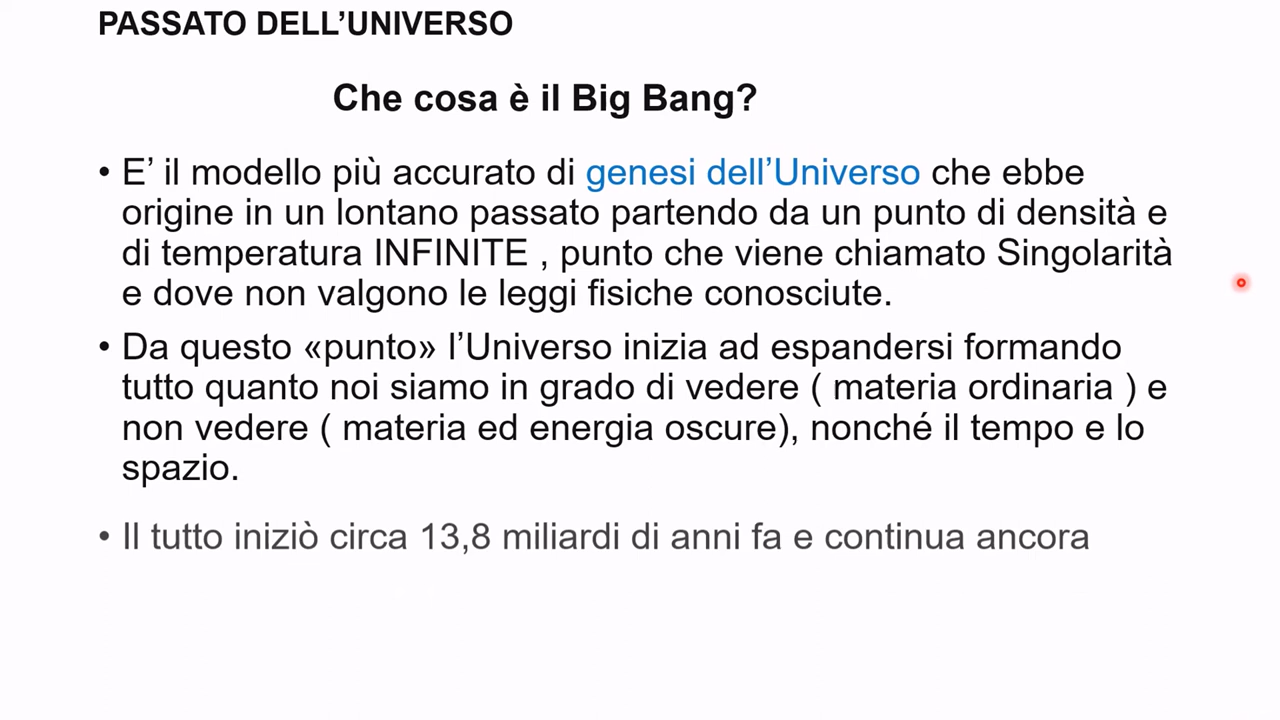 PASSATO DELL’UNIVERSO
Che cosa è il Big Bang?
• E’ il modello più accurato di genesi dell’Universo che ebbe
origine in un lontano passato partendo da un punto di densità e
di temperatura INFINITE , punto che viene chiamato Singolarità
e dove non valgono le leggi fisiche conosciute.
• Da questo «punto» l’Universo inizia ad espandersi formando
tutto quanto noi siamo in grado di vedere ( materia ordinaria ) e
non vedere ( materia ed energia oscure), nonché il tempo e lo
spazio.
• Il tutto iniziò circa 13,8 miliardi di anni fa e continua ancora